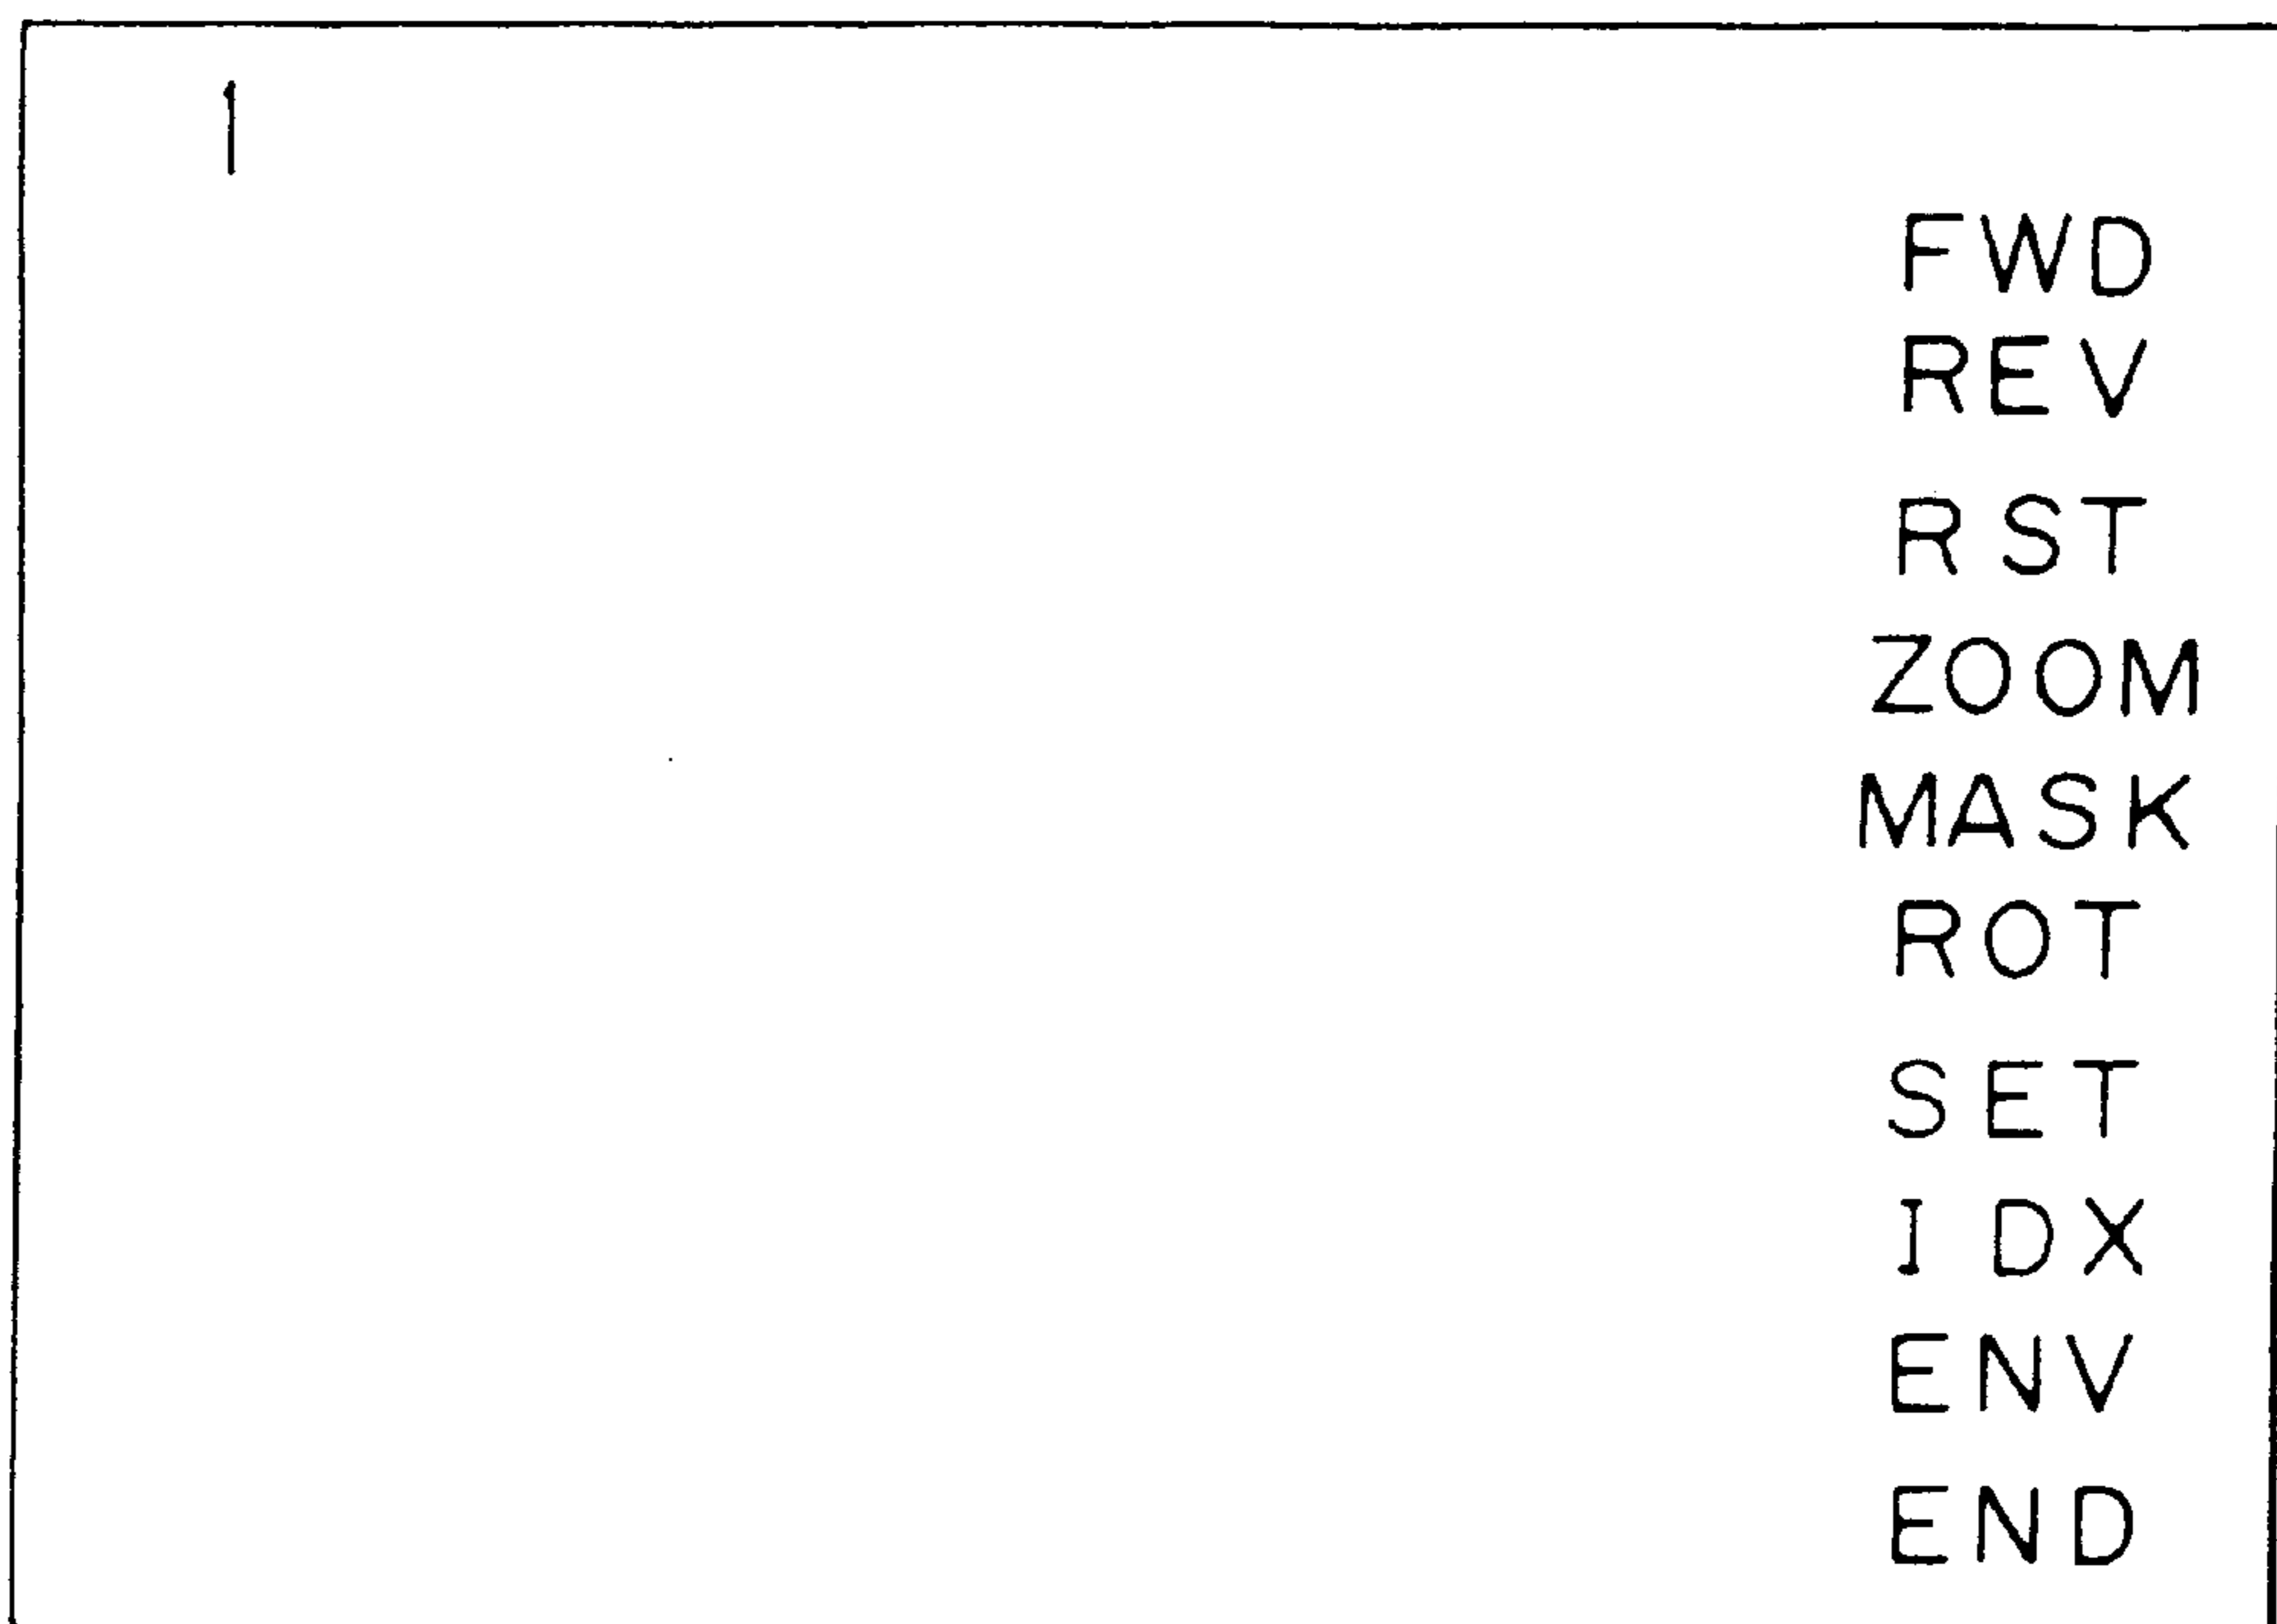 1
FWD
REV
RST
ZOOM
MASK
ROT
SET
IDX
ENV
END